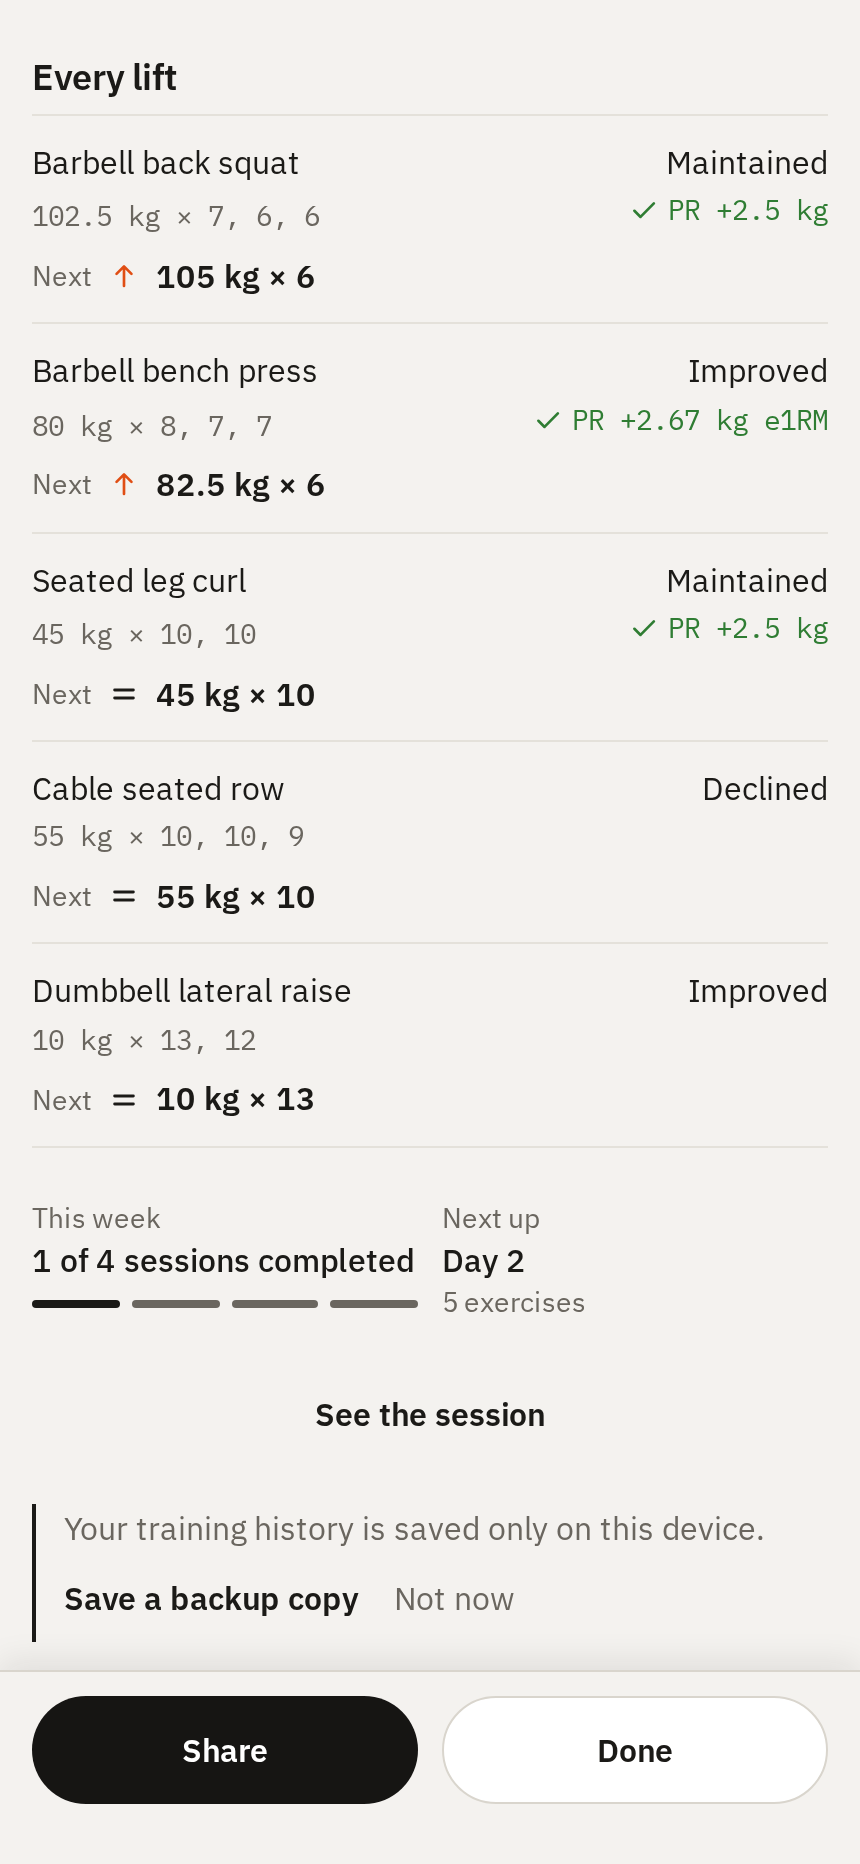 Every lift
Barbell back squat Maintained
102.5 kg × 7, 6, 6 ✓ PR +2.5 kg
Next ↑ 105 kg × 6
Barbell bench press Improved
80 kg × 8, 7, 7 ✓ PR +2.67 kg e1RM
Next ↑ 82.5 kg × 6
Seated leg curl Maintained
45 kg × 10, 10 ✓ PR +2.5 kg
Next = 45 kg × 10
Cable seated row Declined
55 kg × 10, 10, 9
Next = 55 kg × 10
Dumbbell lateral raise Improved
10 kg × 13, 12
Next = 10 kg × 13
This week
1 of 4 sessions completed
Next up
Day 2
5 exercises
See the session
Your training history is saved only on this device.
Save a backup copy Not now
Share Done